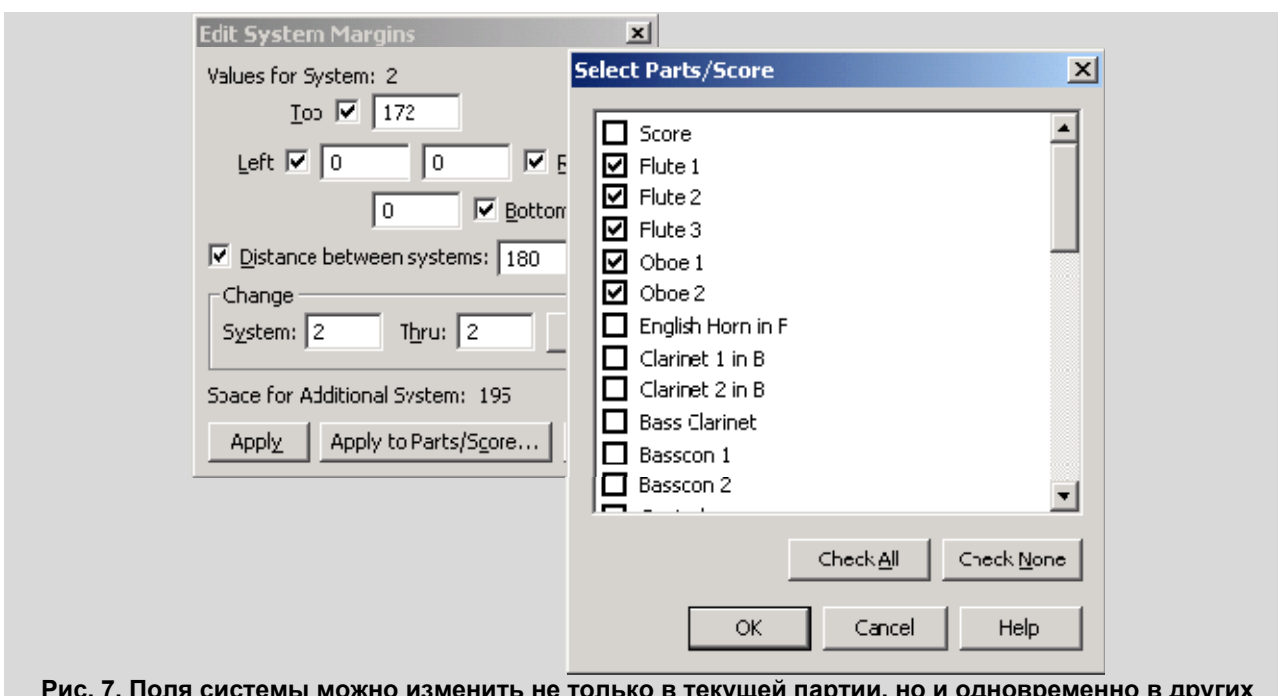 Edit System Margins
Values for System: 2
Top 172
Left 0 0
0 Bottom
Distance between systems: 180
Change
System: 2 Thru: 2
Space for Additional System: 195
Apply Apply to Parts/Score...
Select Parts/Score
Score
Flute 1
Flute 2
Flute 3
Oboe 1
Oboe 2
English Horn in F
Clarinet 1 in B
Clarinet 2 in B
Bass Clarinet
Basscon 1
Basscon 2
Check All Check None
OK Cancel Help
Рис. 7. Поля системы можно изменить не только в текущей партии, но и одновременно в других